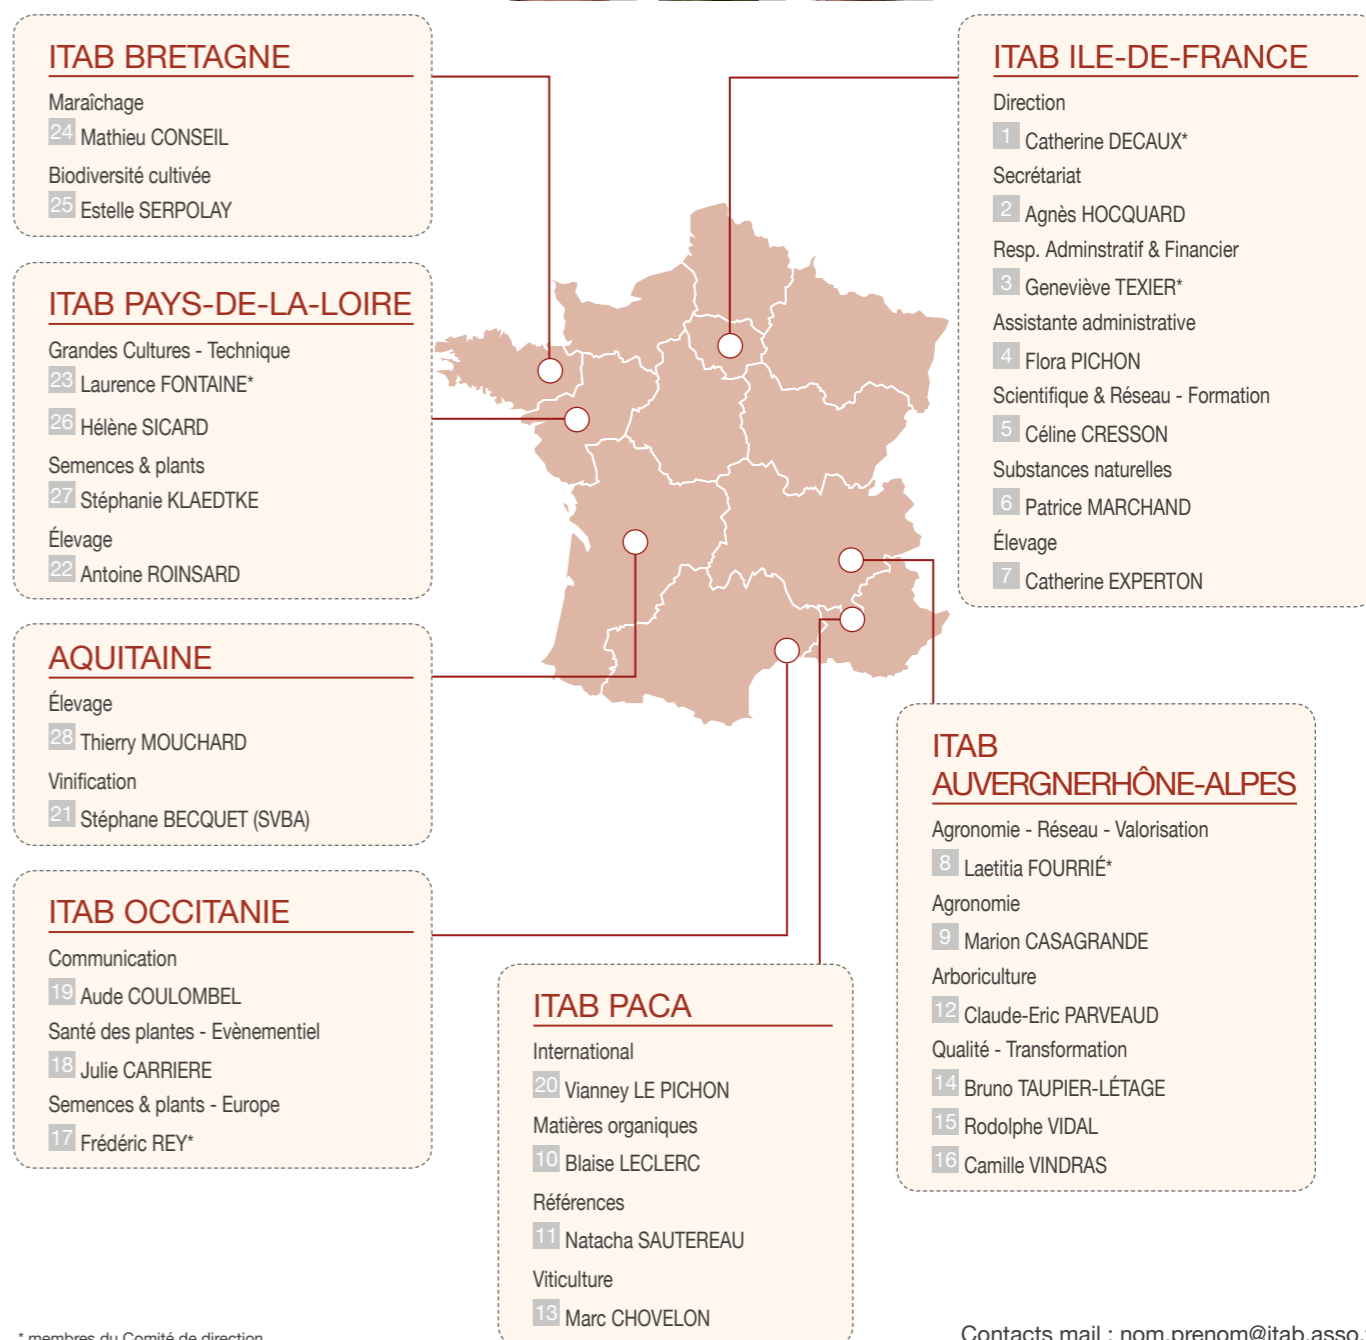 ITAB BRETAGNE
Maraîchage
24 Mathieu CONSEIL
Biodiversité cultivée
25 Estelle SERPOLAY
ITAB PAYS-DE-LA-LOIRE
Grandes Cultures - Technique
23 Laurence FONTAINE*
26 Hélène SICARD
Semences & plants
27 Stéphanie KLAEDTKE
Élevage
22 Antoine ROINSARD
AQUITAINE
Élevage
28 Thierry MOUCHARD
Vinification
21 Stéphane BECQUET (SVBA)
ITAB OCCITANIE
Communication
19 Aude COULOMBEL
Santé des plantes - Evènementiel
18 Julie CARRIERE
Semences & plants - Europe
17 Frédéric REY*
ITAB PACA
International
20 Vianney LE PICHON
Matières organiques
10 Blaise LECLERC
Références
11 Natacha SAUTEREAU
Viticulture
13 Marc CHOVELON
ITAB ILE-DE-FRANCE
Direction
1 Catherine DECAUX*
Secrétariat
2 Agnès HOCQUARD
Resp. Adminstratif & Financier
3 Geneviève TEXIER*
Assistante administrative
4 Flora PICHON
Scientifique & Réseau - Formation
5 Céline CRESSON
Substances naturelles
6 Patrice MARCHAND
Élevage
7 Catherine EXPERTON
ITAB
AUVERGNERHÔNE-ALPES
Agronomie - Réseau - Valorisation
8 Laetitia FOURRIÉ*
Agronomie
9 Marion CASAGRANDE
Arboriculture
12 Claude-Eric PARVEAUD
Qualité - Transformation
14 Bruno TAUPIER-LÉTAGE
15 Rodolphe VIDAL
16 Camille VINDRAS
* membres du Comité de direction
Contacts mail : nom.prenom@itab.asso.